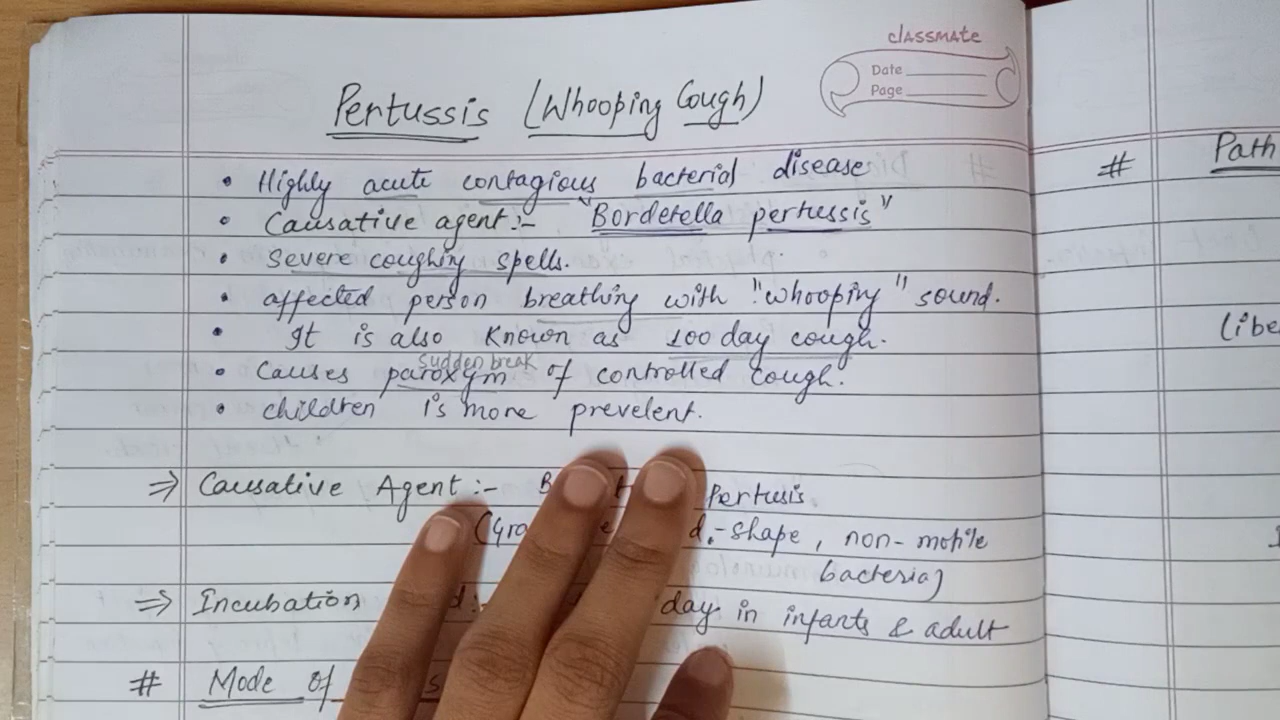 classmate
Date
Page
Pertussis (Whooping Cough)
• Highly acute contagious bacterial disease
• Causative agent:- "Bordetella pertussis"
• Severe coughing spells.
• affected person breathing with "whooping" sound.
• It is also known as 100 day cough.
sudden break
• Causes paroxym of controlled cough.
• children is more prevelent.
⇒ Causative Agent:- Pertusis.
-shape, non-motile
bacteria)
⇒ Incubation day in infants & adult
# Mode of
# Path